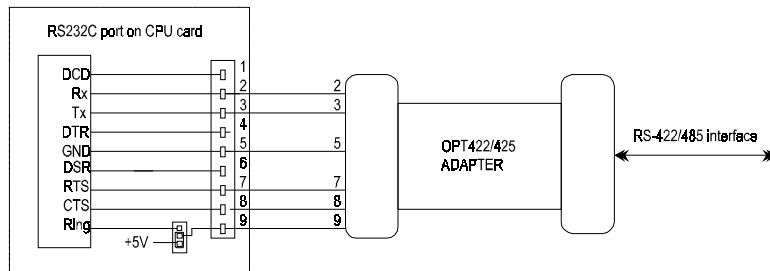 RS232C port on CPU card
DCD 1
Rx 2 2
Tx 3 3
DTR 4
GND 5 5
DSR 6
RTS 7 7
CTS 8 8
RIng 9 9
+5V
OPT422/425
ADAPTER
RS-422/485 interface